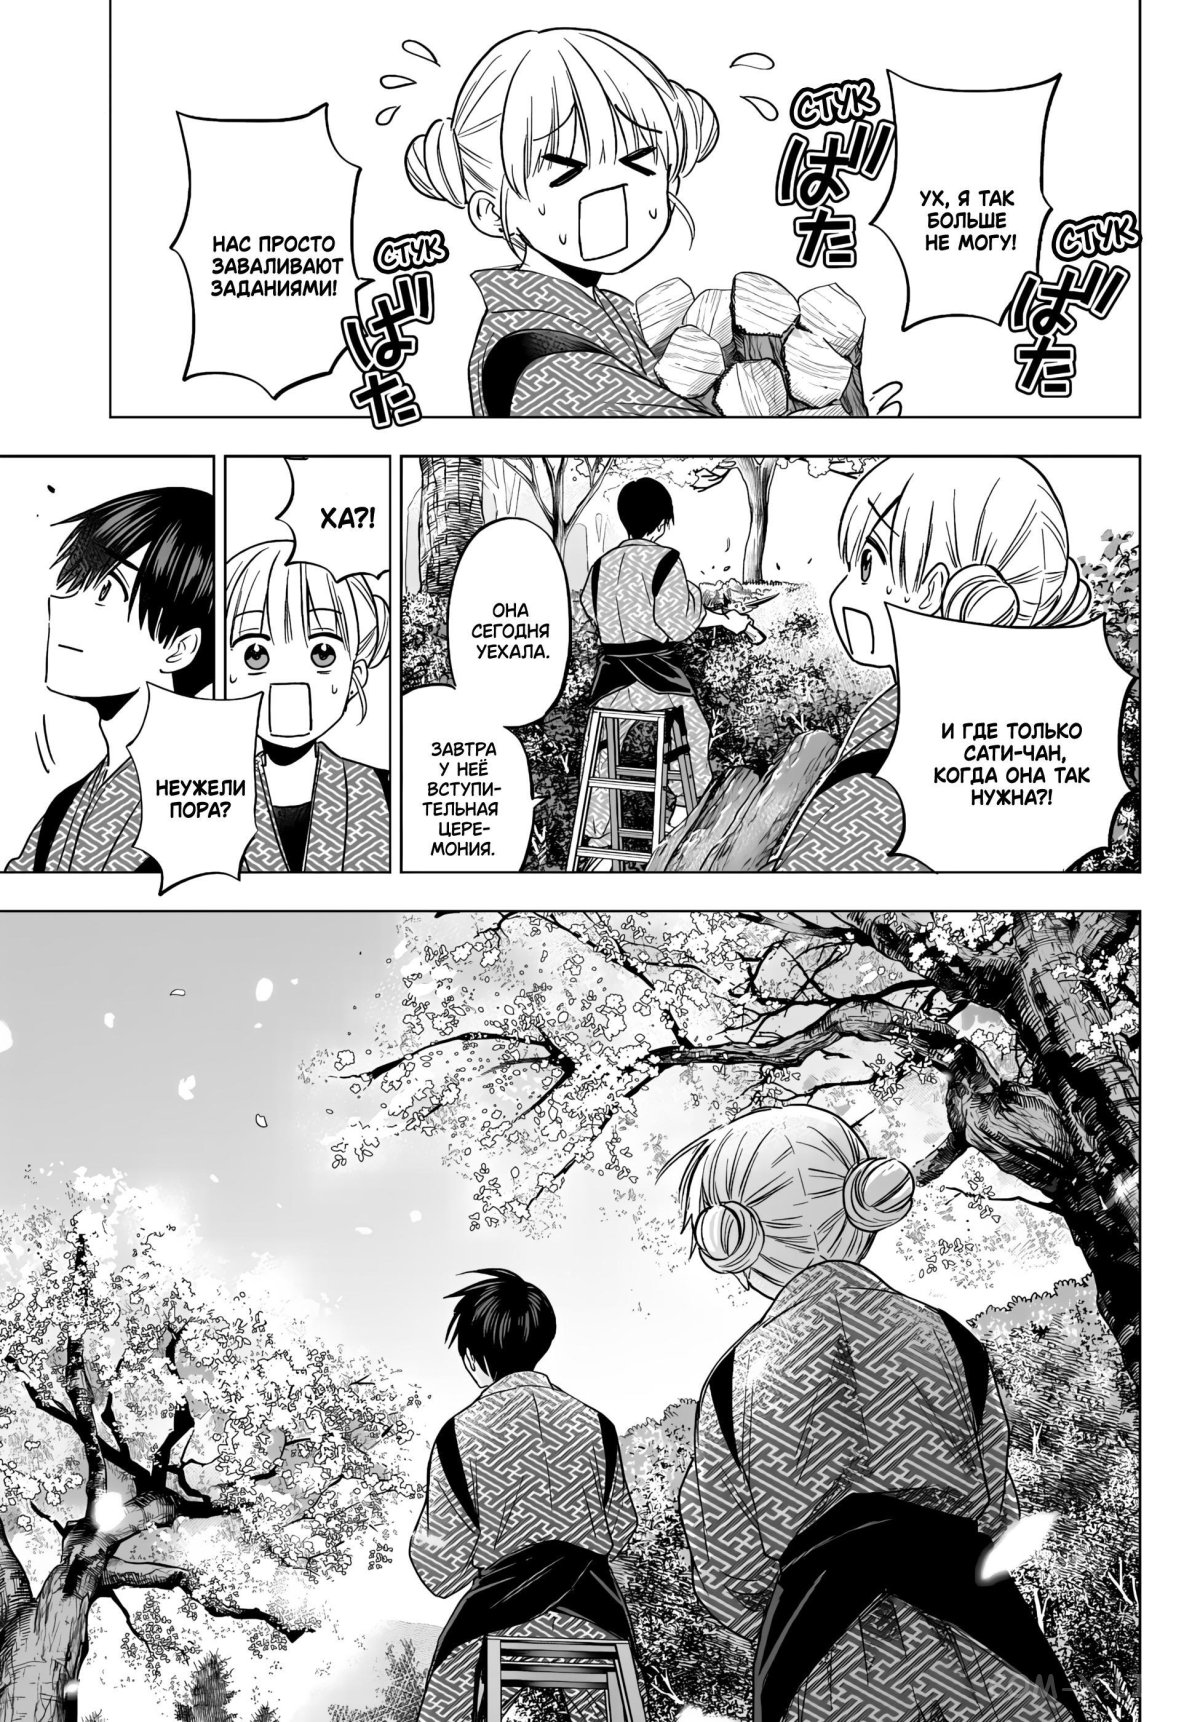 УХ, Я ТАК
БОЛЬШЕ
НЕ МОГУ!
СТУК
ばた
СТУК
ばた
СТУК
ばた
НАС ПРОСТО
ЗАВАЛИВАЮТ
ЗАДАНИЯМИ!
И ГДЕ ТОЛЬКО
САТИ-ЧАН,
КОГДА ОНА ТАК
НУЖНА?!
ОНА
СЕГОДНЯ
УЕХАЛА.
ЗАВТРА
У НЕЁ
ВСТУПИ-
ТЕЛЬНАЯ
ЦЕРЕ-
МОНИЯ.
ХА?!
НЕУЖЕЛИ
ПОРА?